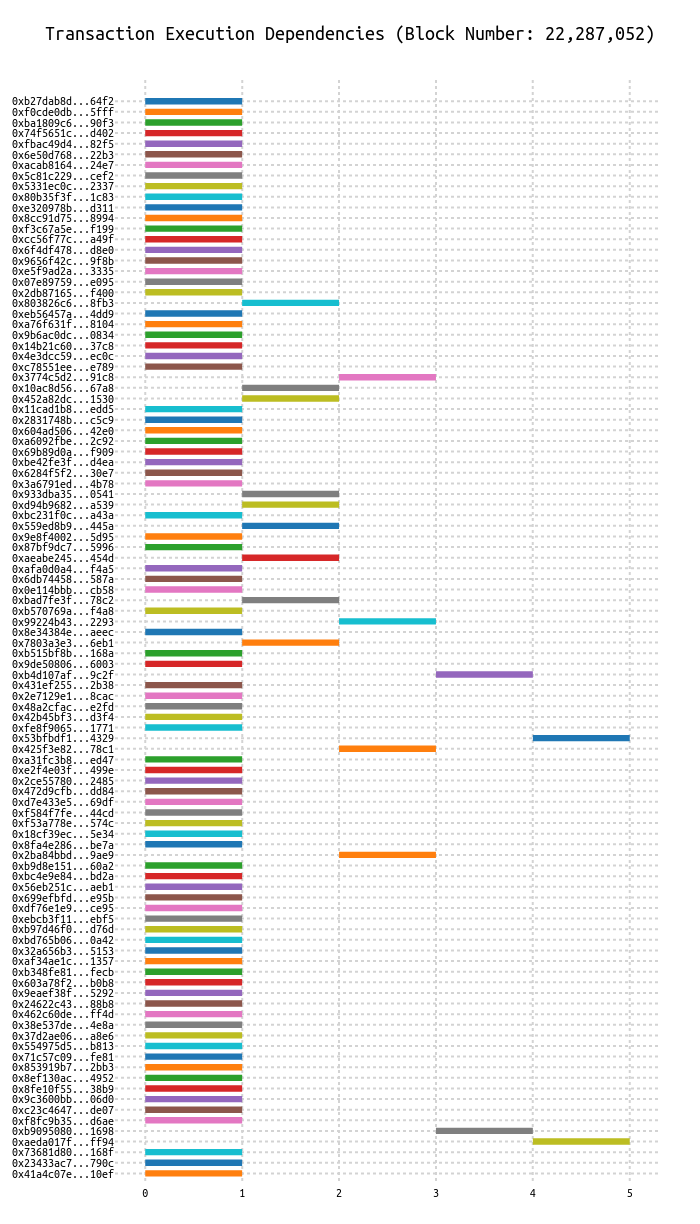 Transaction Execution Dependencies (Block Number: 22,287,052)
0xb27dab8d...64f2
0xf0cde0db...5fff
0xba1809c6...90f3
0x74f5651c...d402
0xfbac49d4...82f5
0x6e50d768...22b3
0xacab8164...24e7
0x5c81c229...cef2
0x5331ec0c...2337
0x80b35f3f...1c83
0xe320978b...d311
0x8cc91d75...8994
0xf3c67a5e...f199
0xcc56f77c...a49f
0x6f4df478...d8e0
0x9656f42c...9f8b
0xe5f9ad2a...3335
0x07e89759...e095
0x2db87165...f400
0x803826c6...8fb3
0xeb56457a...4dd9
0xa76f631f...8104
0x9b6ac0dc...0834
0x14b21c60...37c8
0x4e3dcc59...ec0c
0xc78551ee...e789
0x3774c5d2...91c8
0x10ac8d56...67a8
0x452a82dc...1530
0x11cad1b8...edd5
0x2831748b...c5c9
0x604ad506...42e0
0xa6092fbe...2c92
0x69b89d0a...f909
0xbe42fe3f...d4ea
0x6284f5f2...30e7
0x3a6791ed...4b78
0x933dba35...0541
0xd94b9682...a539
0xbc231f0c...a43a
0x559ed8b9...445a
0x9e8f4002...5d95
0x87bf9dc7...5996
0xaeabe245...454d
0xafa0d0a4...f4a5
0x6db74458...587a
0x0e114bbb...cb58
0xbad7fe3f...78c2
0xb570769a...f4a8
0x99224b43...2293
0x8e34384e...aeec
0x7803a3e3...6eb1
0xb515bf8b...168a
0x9de50806...6003
0xb4d107af...9c2f
0x431ef255...2b38
0x2e7129e1...8cac
0x48a2cfac...e2fd
0x42b45bf3...d3f4
0xfe8f9065...1771
0x53bfbdf1...4329
0x425f3e82...78c1
0xa31fc3b8...ed47
0xe2f4e03f...499e
0x2ce55780...2485
0x472d9cfb...dd84
0xd7e433e5...69df
0xf584f7fe...44cd
0xf53a778e...574c
0x18cf39ec...5e34
0x8fa4e286...be7a
0x2ba84bbd...9ae9
0xb9d8e151...60a2
0xbc4e9e84...bd2a
0x56eb251c...aeb1
0x699efbfd...e95b
0xdf76e1e9...ce95
0xebcb3f11...ebf5
0xb97d46f0...d76d
0xbd765b06...0a42
0x32a656b3...5153
0xaf34ae1c...1357
0xb348fe81...fecb
0x603a78f2...b0b8
0x9eaef38f...5292
0x24622c43...88b8
0x462c60de...ff4d
0x38e537de...4e8a
0x37d2ae06...a8e6
0x554975d5...b813
0x71c57c09...fe81
0x853919b7...2bb3
0x8ef130ac...4952
0x8fe10f55...38b9
0x9c3600bb...06d0
0xc23c4647...de07
0xf8fc9b35...d6ae
0xb9095080...1698
0xaeda017f...ff94
0x73681d80...168f
0x23433ac7...790c
0x41a4c07e...10ef
0 1 2 3 4 5